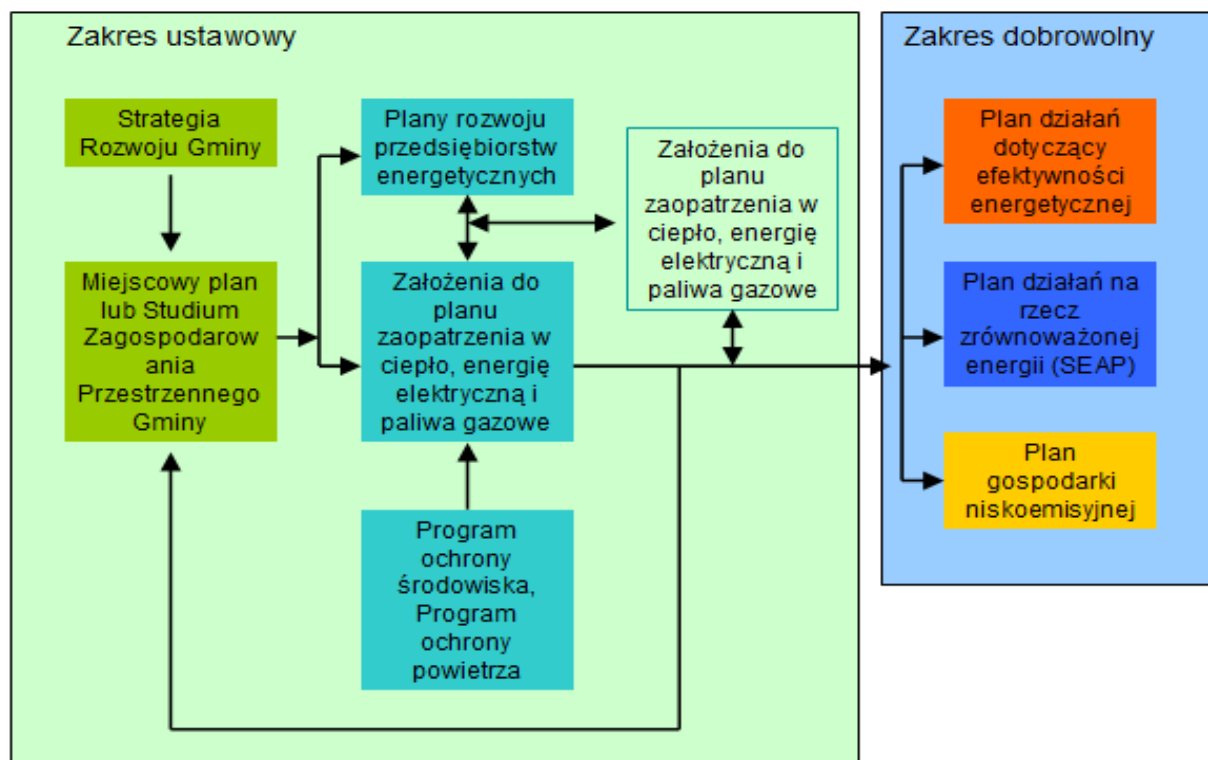 Zakres ustawowy
Strategia
Rozwoju Gminy
Miejscowy plan
lub Studium
Zagospodarow
ania
Przestrzennego
Gminy
Plany rozwoju
przedsiębiorstw
energetycznych
Założenia do
planu
zaopatrzenia w
ciepło, energię
elektryczną i
paliwa gazowe
Program
ochrony
środowiska,
Program
ochrony
powietrza
Założenia do
planu
zaopatrzenia w
ciepło, energię
elektryczną i
paliwa gazowe
Zakres dobrowolny
Plan działań
dotyczący
efektywności
energetycznej
Plan działań na
rzecz
zrównoważonej
energii (SEAP)
Plan
gospodarki
niskoemisyjnej